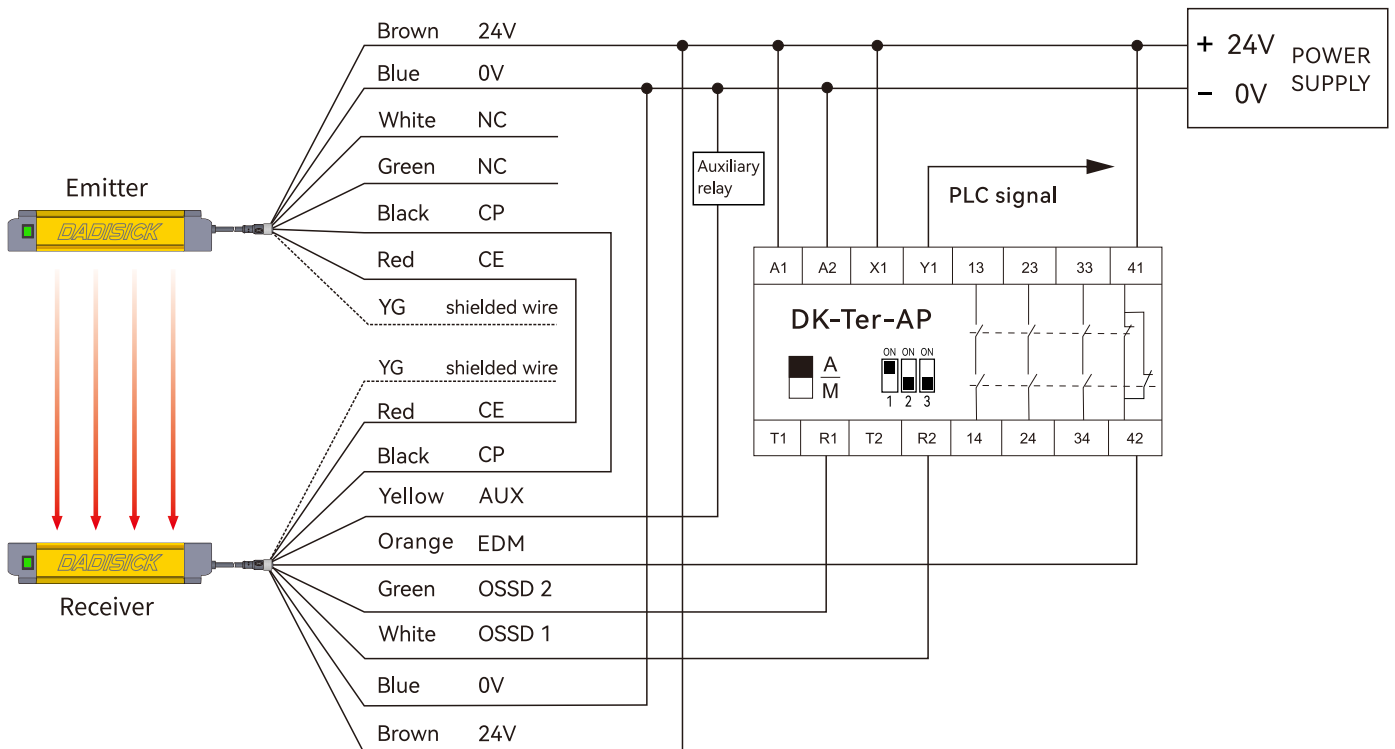 Brown 24V
Blue 0V
White NC
Green NC
Black CP
Red CE
YG shielded wire
Emitter
DADISICK
YG shielded wire
Red CE
Black CP
Yellow AUX
Orange EDM
Green OSSD 2
White OSSD 1
Blue 0V
Brown 24V
DADISICK
Receiver
Auxiliary
relay
PLC signal
+ 24V
- 0V
POWER
SUPPLY
A1 A2 X1 Y1 13 23 33 41
DK-Ter-AP
A
M
ON ON ON
1 2 3
T1 R1 T2 R2 14 24 34 42